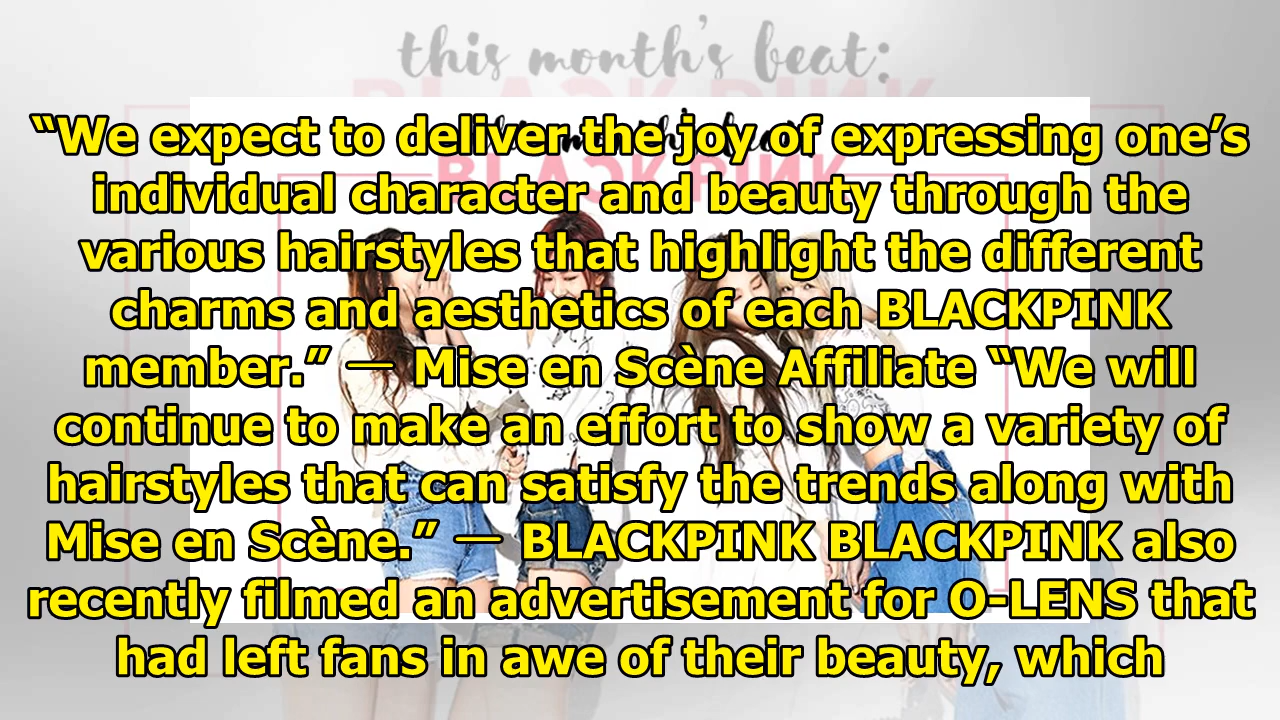 this month's beat:
BLACKPINK
“We expect to deliver the joy of expressing one’s
individual character and beauty through the
various hairstyles that highlight the different
charms and aesthetics of each BLACKPINK
member.” — Mise en Scène Affiliate “We will
continue to make an effort to show a variety of
hairstyles that can satisfy the trends along with
Mise en Scène.” — BLACKPINK BLACKPINK also
recently filmed an advertisement for O-LENS that
had left fans in awe of their beauty, which